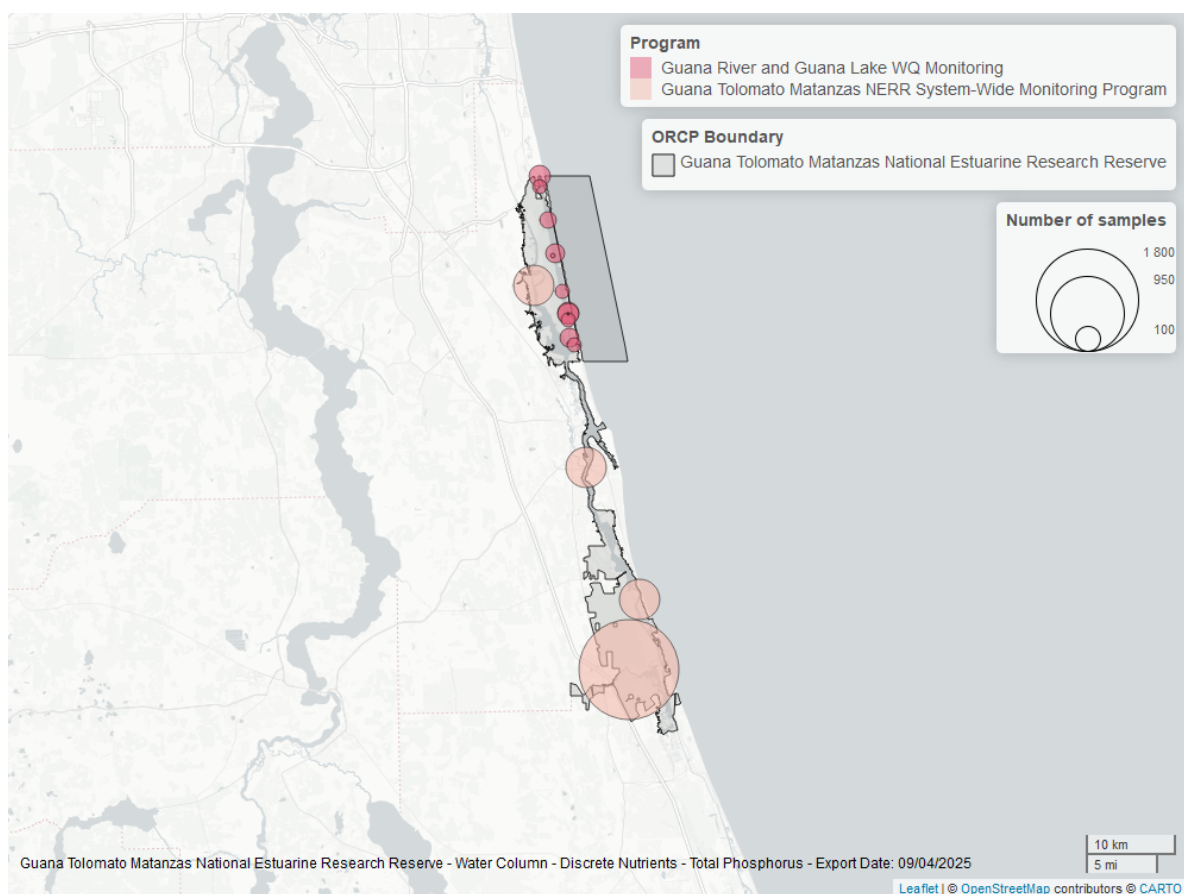 Program
Guana River and Guana Lake WQ Monitoring
Guana Tolomato Matanzas NERR System-Wide Monitoring Program
ORCP Boundary
Guana Tolomato Matanzas National Estuarine Research Reserve
Number of samples
1 800
950
100
10 km
5 mi
Guana Tolomato Matanzas National Estuarine Research Reserve - Water Column - Discrete Nutrients - Total Phosphorus - Export Date: 09/04/2025
Leaflet | © OpenStreetMap contributors © CARTO